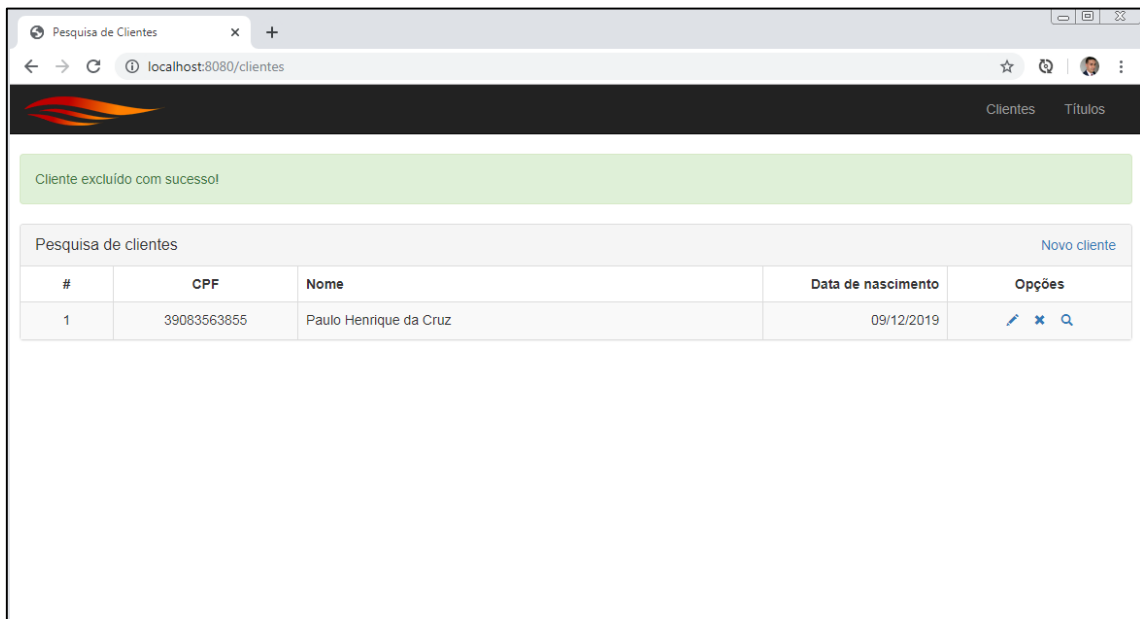 Pesquisa de Clientes
localhost:8080/clientes
Clientes Títulos
Cliente excluído com sucesso!
Pesquisa de clientes Novo cliente
# CPF Nome Data de nascimento Opções
1 39083563855 Paulo Henrique da Cruz 09/12/2019